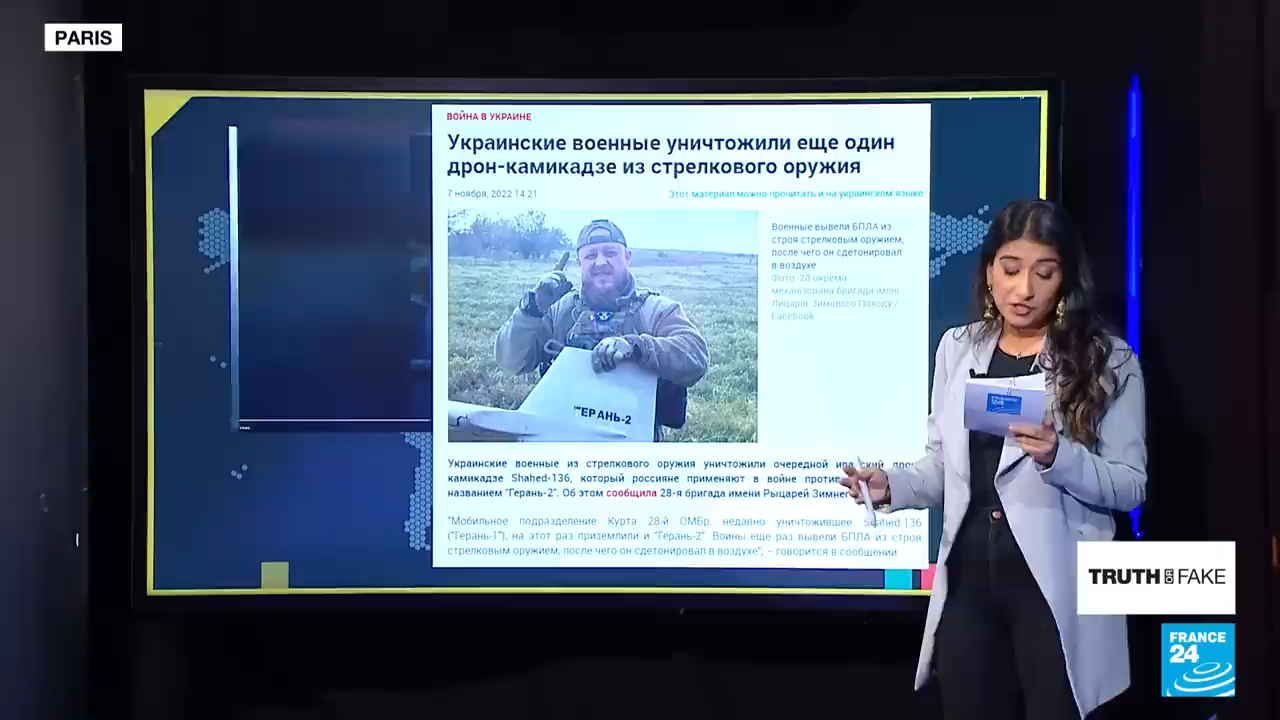 PARIS
ВОЙНА В УКРАИНЕ
Украинские военные уничтожили еще один
дрон-камикадзе из стрелкового оружия
7 ноября, 2022 14:21
Этот материал можно прочитать и на украинском языке
Военные вывели БПЛА из
строя стрелковым оружием,
после чего он сдетонировал
в воздухе
Фото: 28 окрема
механізована бригада імені
Лицарів Зимового Походу /
Facebook
ГЕРАНЬ-2
Украинские военные из стрелкового оружия уничтожили очередной
камикадзе Shahed-136, который россияне применяют в войне
названием "Герань-2". Об этом сообщила 28-я бригада имени Рыцарей
"Мобильное подразделение Курта 28-й ОМБр, недавно уничтожившее Shahed-136
("Герань-1"), на этот раз приземлили и "Герань-2". Воины еще раз вывели БПЛА из строя
стрелковым оружием, после чего он сдетонировал в воздухе", – говорится в сообщении
TRUTH OR FAKE
FRANCE
24